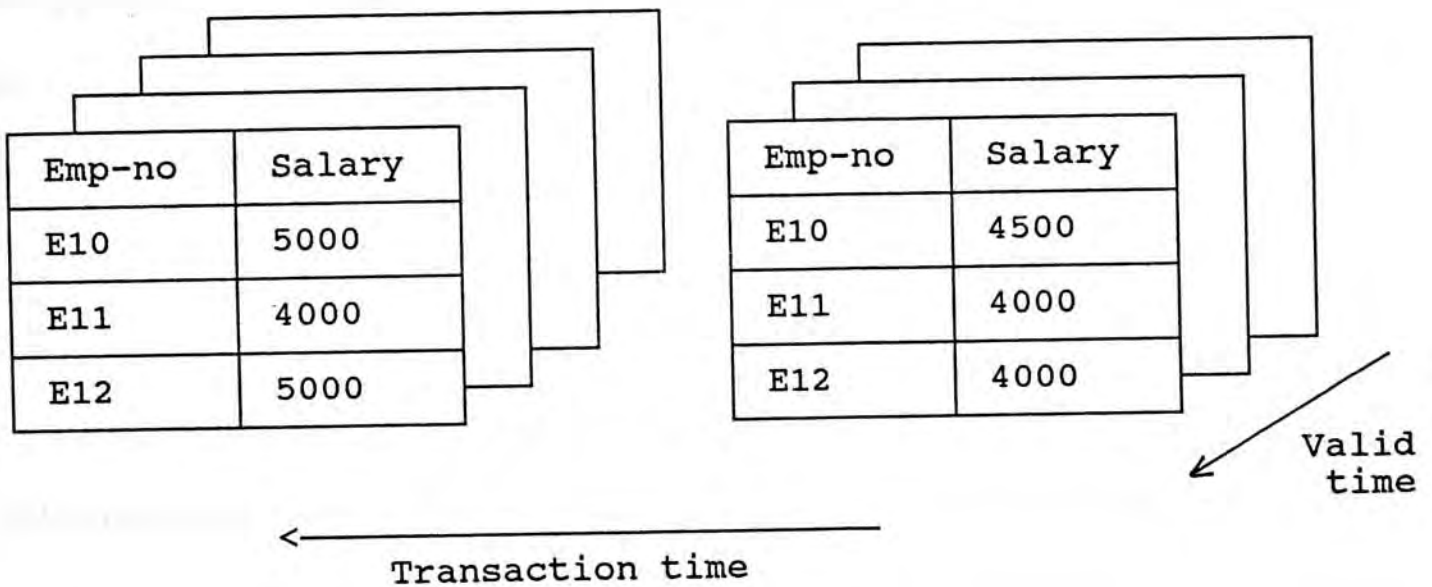 Emp-no Salary
E10 5000
E11 4000
E12 5000
Emp-no Salary
E10 4500
E11 4000
E12 4000
Valid
time
Transaction time